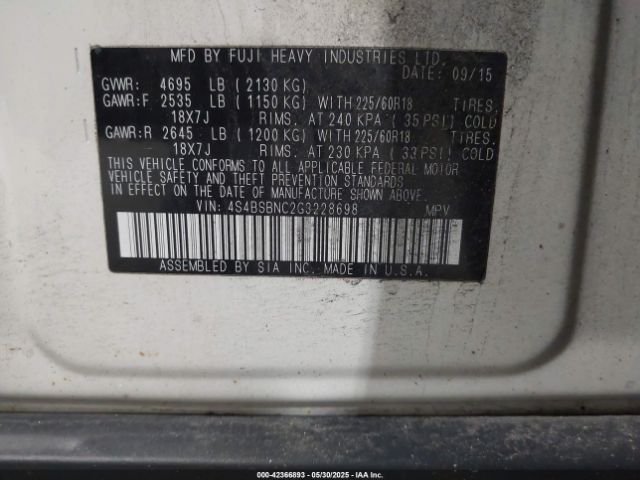 MFD BY FUJI HEAVY INDUSTRIES LTD.
DATE: 09/15
GVWR: 4695 LB ( 2130 KG)
GAWR:F 2535 LB ( 1150 KG) WITH 225/60R18 TIRES.
18X7J RIMS. AT 240 KPA ( 35 PSI) COLD
GAWR:R 2645 LB ( 1200 KG) WITH 225/60R18 TIRES.
18X7J RIMS. AT 230 KPA ( 33 PSI) COLD
THIS VEHICLE CONFORMS TO ALL APPLICABLE FEDERAL MOTOR
VEHICLE SAFETY AND THEFT PREVENTION STANDARDS
IN EFFECT ON THE DATE OF MANUFACTURE SHOWN ABOVE.
VIN: 4S4BSBNC2G3228698 MPV
ASSEMBLED BY SIA INC. MADE IN U.S.A.
000-42366893 - 05/30/2025 - IAA Inc.